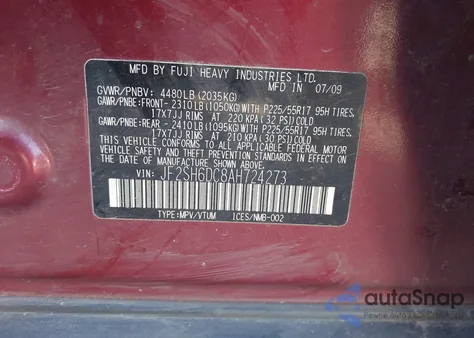 MFD BY FUJI HEAVY INDUSTRIES LTD.
IN 07/09
GVWR/PNBV: 4480LB(2035KG)
GAWR/PNBE: FRONT- 2310LB(1050KG)WITH P225/55R17 95H TIRES,
17x7JJ RIMS AT 220 KPA(32 PSI)COLD
GAWR/PNBE: REAR - 2410LB(1095KG)WITH P225/55R17 95H TIRES,
17x7JJ RIMS AT 210 KPA(30 PSI)COLD
THIS VEHICLE CONFORMS TO ALL APPLICABLE FEDERAL MOTOR
VEHICLE SAFETY AND BUMPER STANDARDS IN EFFECT
ON THE DATE OF MANUFACTURE SHOWN ABOVE.
VIN: JF2SH6DC8AH724273
TYPE:MPV/VTUM ICES/NMB-002
autoSnap